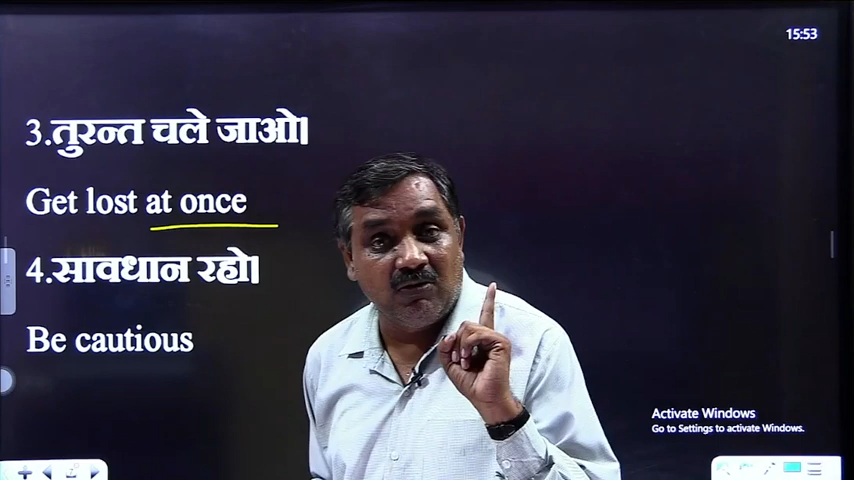 15:53
3.तुरन्त चले जाओ।
Get lost at once
4.सावधान रहो।
Be cautious
Activate Windows
Go to Settings to activate Windows.